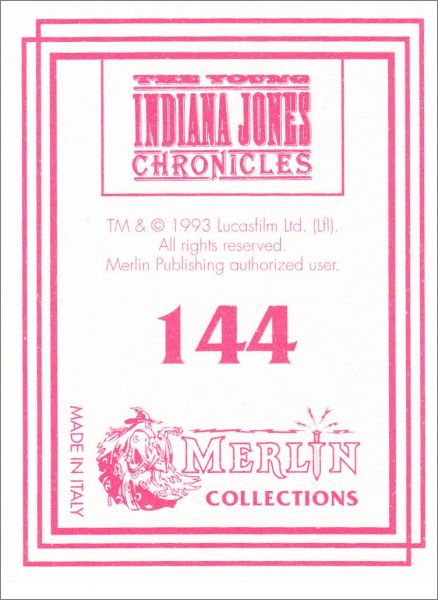 THE YOUNG
INDIANA JONES
CHRONICLES
TM & © 1993 Lucasfilm Ltd. (Lfl).
All rights reserved.
Merlin Publishing authorized user.
144
MADE IN ITALY
MERLIN
COLLECTIONS